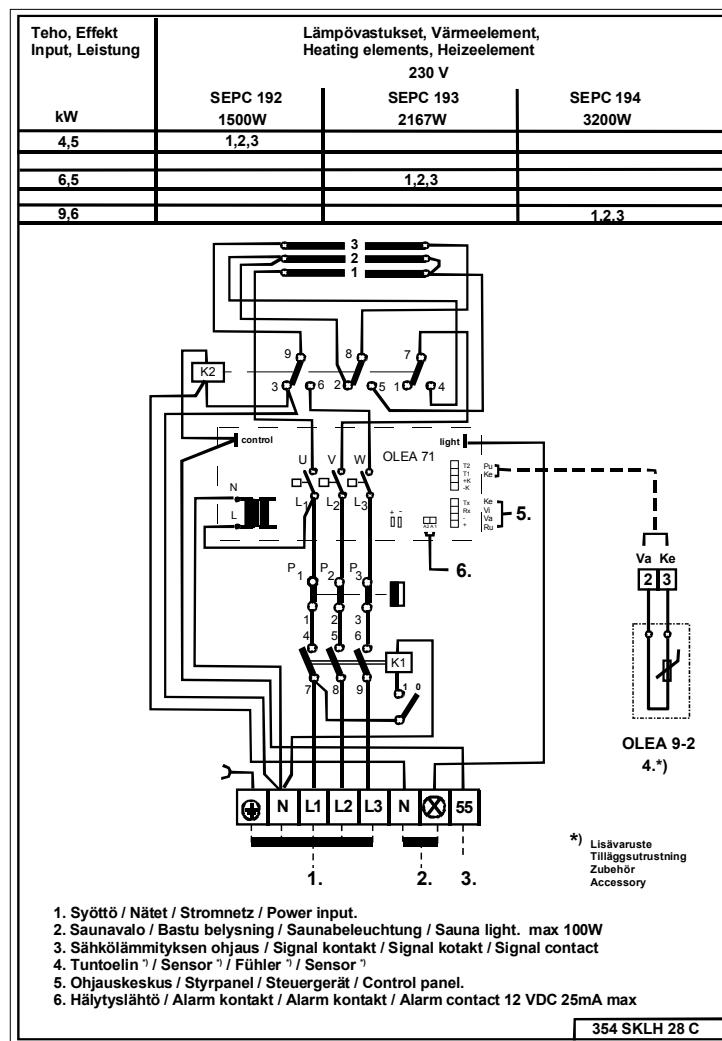 Teho, Effekt
Input, Leistung
Lämpövastukset, Värmeelement,
Heating elements, Heizeelement
230 V
SEPC 192 SEPC 193 SEPC 194
kW 1500W 2167W 3200W
4,5 1,2,3
6,5 1,2,3
9,6 1,2,3
3
2
1
9 8 7
K2
3 6 2 5 1 4
control light
U V W OLEA 71
N
L
L1 L2 L3
T2 Pu
T1 Ke
+K
-K
Tx Ke
Rx Vi
- Va
+ Ru
5.
+ -
A2 A1
6.
P1 P2 P3
1 2 3
4 5 6
K1
7 8 9
1 0
Va Ke
2 3
OLEA 9-2
4.*)
N L1 L2 L3 N 55
1. 2. 3.
*) Lisävaruste
Tilläggsutrustning
Zubehör
Accessory
1. Syöttö / Nätet / Stromnetz / Power input.
2. Saunavalo / Bastu belysning / Saunabeleuchtung / Sauna light. max 100W
3. Sähkölämmityksen ohjaus / Signal kontakt / Signal kotakt / Signal contact
4. Tuntoelin *) / Sensor *) / Fühler *) / Sensor *)
5. Ohjauskeskus / Styrpanel / Steuergerät / Control panel.
6. Hälytyslähtö / Alarm kontakt / Alarm kontakt / Alarm contact 12 VDC 25mA max
354 SKLH 28 C